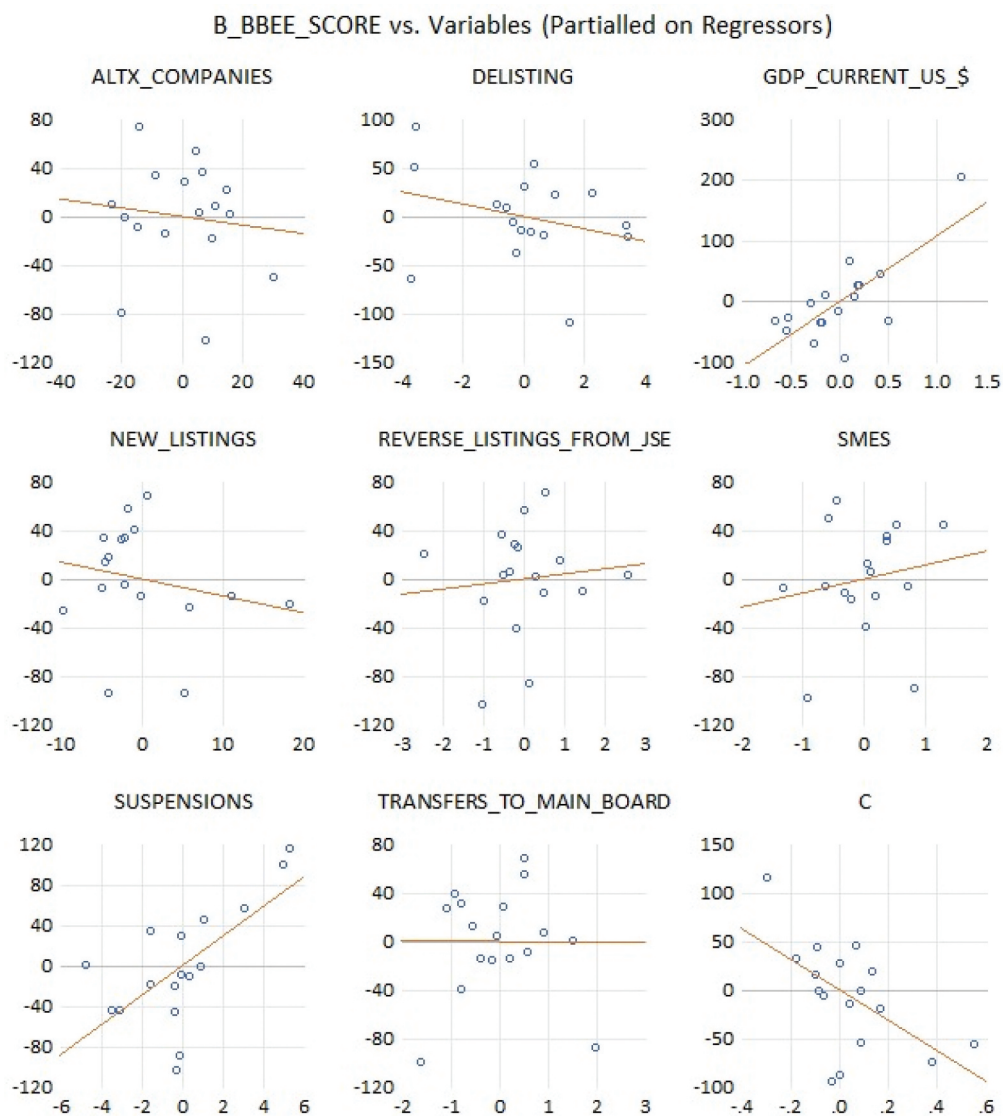 B_BBEE_SCORE vs. Variables (Partialled on Regressors)
ALTX_COMPANIES
80
40
0
-40
-80
-120
-40 -20 0 20 40
DELISTING
100
50
0
-50
-100
-150
-4 -2 0 2 4
GDP_CURRENT_US_$
300
200
100
0
-100
-1.0 -0.5 0.0 0.5 1.0 1.5
NEW_LISTINGS
80
40
0
-40
-80
-120
-10 0 10 20
REVERSE_LISTINGS_FROM_JSE
80
40
0
-40
-80
-120
-3 -2 -1 0 1 2 3
SMES
80
40
0
-40
-80
-120
-2 -1 0 1 2
SUSPENSIONS
120
80
40
0
-40
-80
-120
-6 -4 -2 0 2 4 6
TRANSFERS_TO_MAIN_BOARD
80
40
0
-40
-80
-120
-2 -1 0 1 2 3
C
150
100
50
0
-50
-100
-.4 -.2 .0 .2 .4 .6